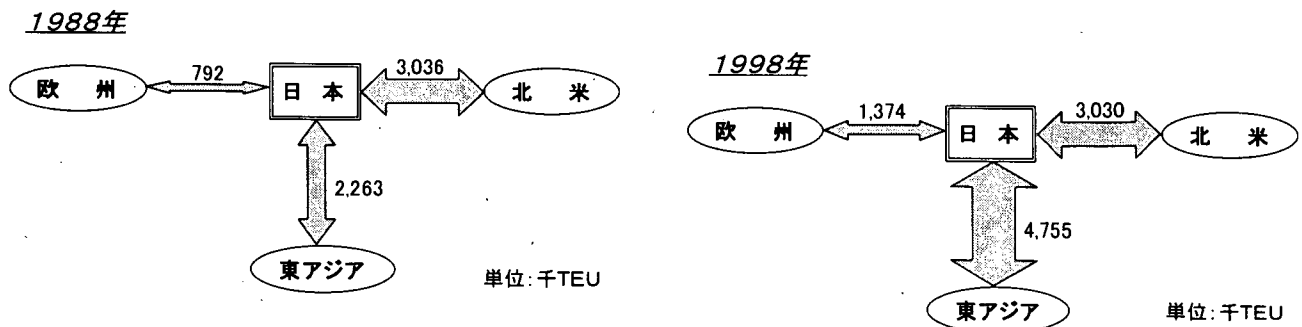 1988年
欧 州
792
日 本
3,036
北 米
2,263
東アジア
単位:千TEU
1998年
欧 州
1,374
日 本
3,030
北 米
4,755
東アジア
単位:千TEU